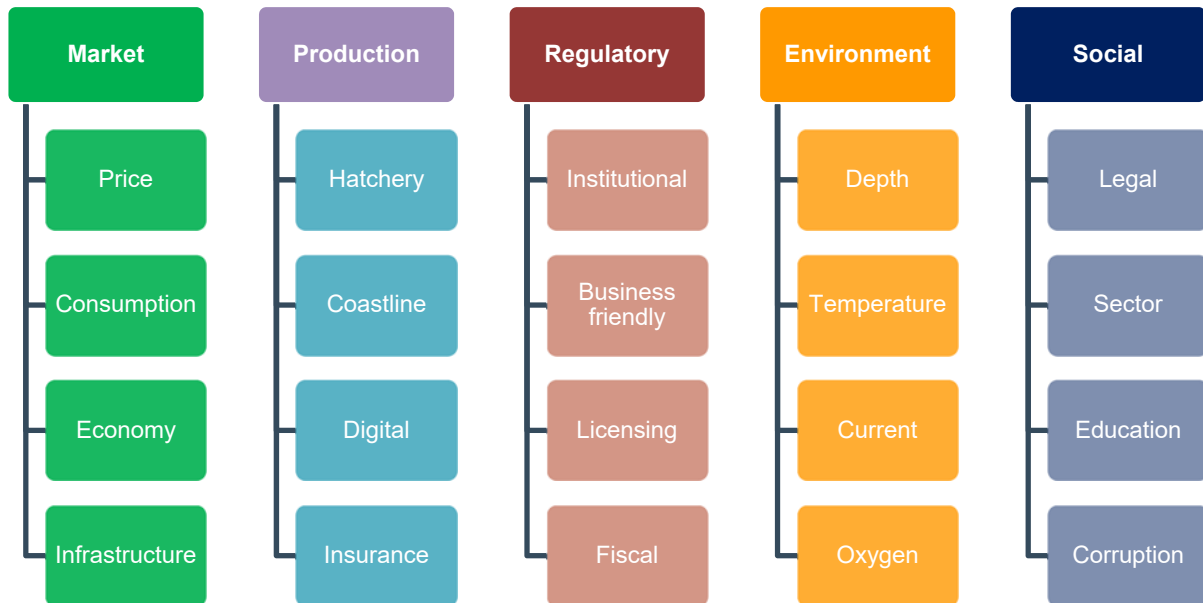 Market
Production
Regulatory
Environment
Social
Price
Hatchery
Institutional
Depth
Legal
Consumption
Coastline
Business
friendly
Temperature
Sector
Economy
Digital
Licensing
Current
Education
Infrastructure
Insurance
Fiscal
Oxygen
Corruption